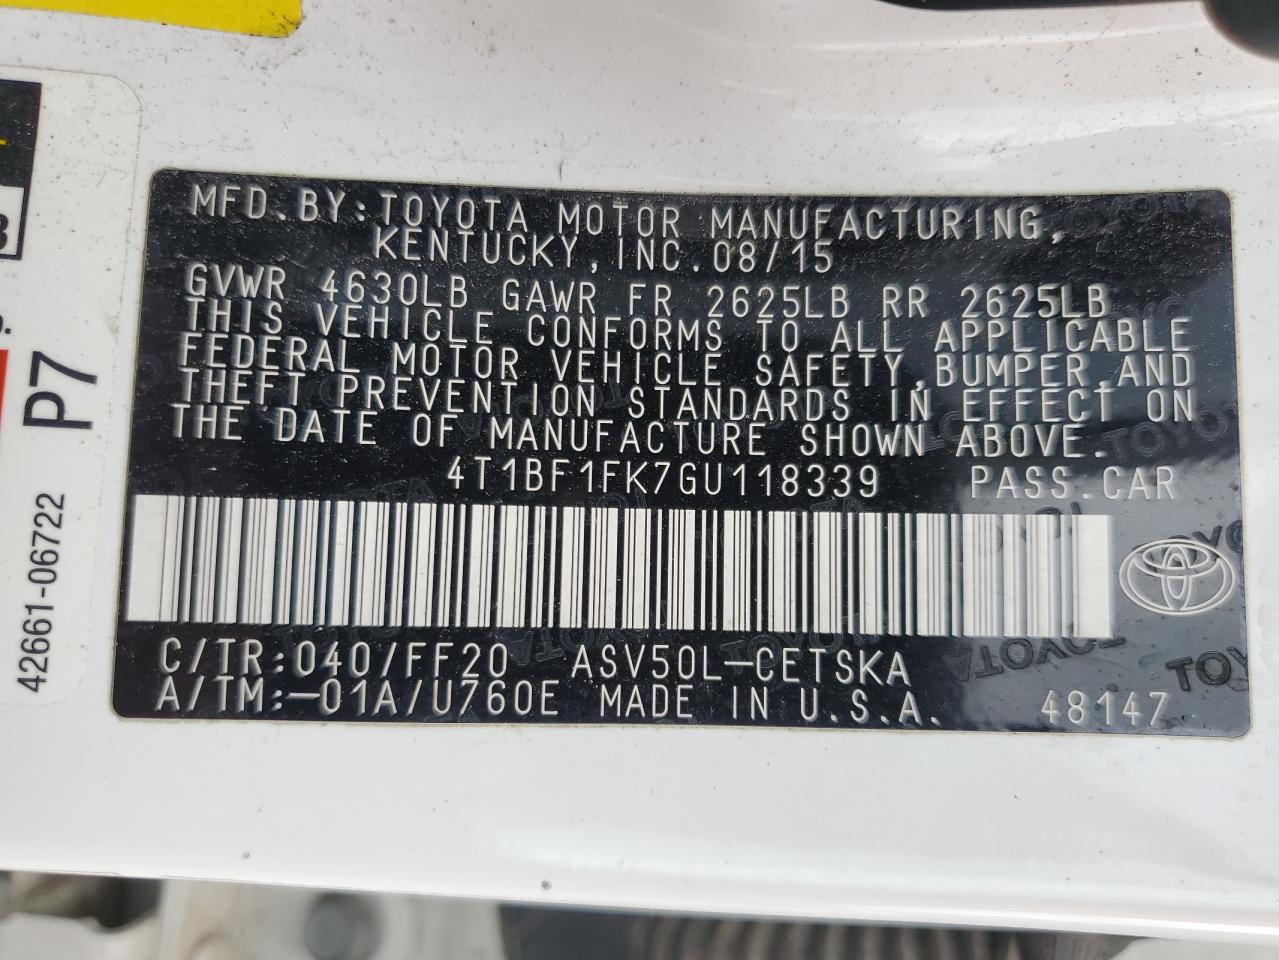 MFD.BY:TOYOTA MOTOR MANUFACTURING,
KENTUCKY,INC.08/15
GVWR 4630LB GAWR FR 2625LB RR 2625LB
THIS VEHICLE CONFORMS TO ALL APPLICABLE
FEDERAL MOTOR VEHICLE SAFETY,BUMPER,AND
THEFT PREVENTION STANDARDS IN EFFECT ON
THE DATE OF MANUFACTURE SHOWN ABOVE.
4T1BF1FK7GU118339 PASS.CAR
C/TR:040/FF20 ASV50L-CETSKA
A/TM:-01A/U760E MADE IN U.S.A. 48147
42661-06722 P7